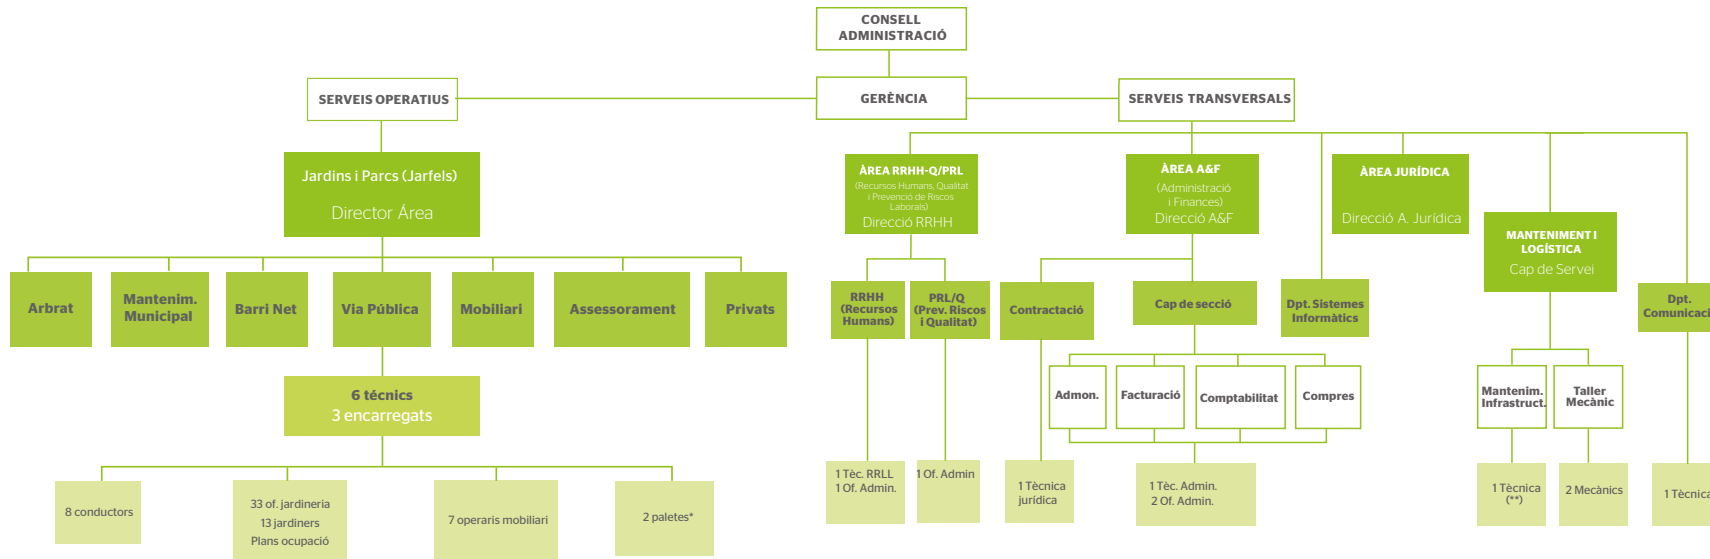 CONSELL
ADMINISTRACIÓ
SERVEIS OPERATIUS
GERÈNCIA
SERVEIS TRANSVERSALS
Jardins i Parcs (Jarfels)
Director Área
ÀREA RRHH-Q/PRL
(Recursos Humans, Qualitat
i Prevenció de Riscos
Laborals)
Direcció RRHH
ÀREA A&F
(Administració
i Finances)
Direcció A&F
ÀREA JURÍDICA
Direcció A. Jurídica
MANTENIMENT I
LOGÍSTICA
Cap de Servei
Arbrat
Mantenim.
Municipal
Barri Net
Via Pública
Mobiliari
Assessorament
Privats
RRHH
(Recursos
Humans)
PRL/Q
(Prev. Riscos
i Qualitat)
Contractació
Cap de secció
Dpt. Sistemes
Informàtics
Dpt.
Comunicaci
6 técnics
3 encarregats
Admon.
Facturació
Comptabilitat
Compres
Mantenim.
Infrastruct.
Taller
Mecànic
8 conductors
33 of. jardineria
13 jardiners
Plans ocupació
7 operaris mobiliari
2 paletes*
1 Tèc. RRLL
1 Of. Admin.
1 Of. Admin
1 Tècnica
jurídica
1 Tèc. Admin.
2 Of. Admin.
1 Tècnica
(**)
2 Mecànics
1 Tècnica